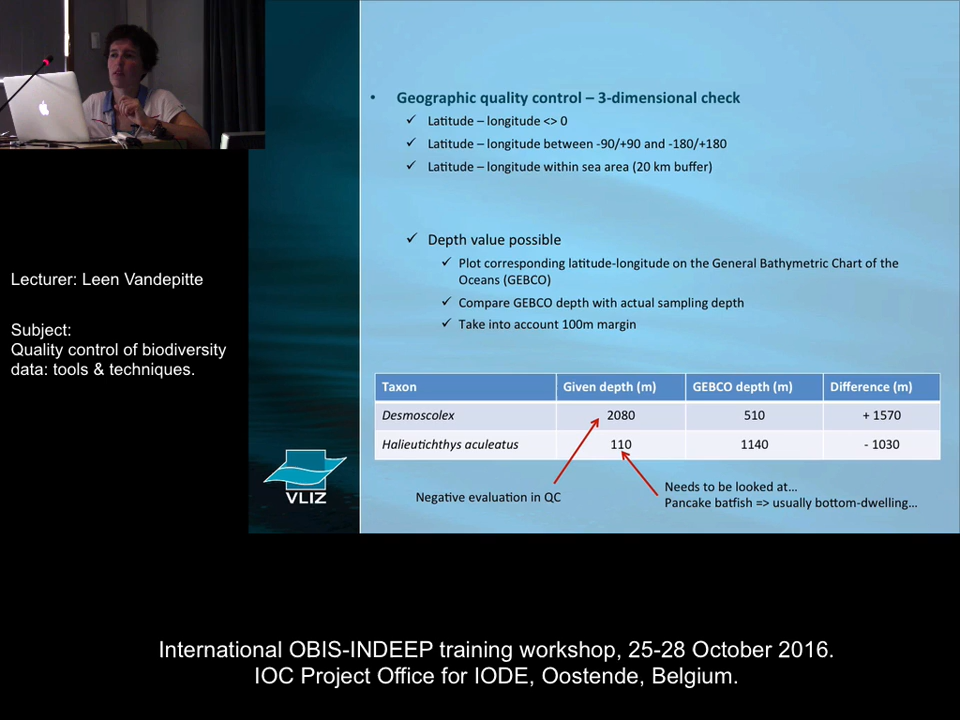 • Geographic quality control – 3-dimensional check
✓ Latitude – longitude <> 0
✓ Latitude – longitude between -90/+90 and -180/+180
✓ Latitude – longitude within sea area (20 km buffer)
✓ Depth value possible
✓ Plot corresponding latitude-longitude on the General Bathymetric Chart of the
Oceans (GEBCO)
✓ Compare GEBCO depth with actual sampling depth
✓ Take into account 100m margin
Taxon Given depth (m) GEBCO depth (m) Difference (m)
Desmoscolex 2080 510 + 1570
Halieutichthys aculeatus 110 1140 - 1030
Negative evaluation in QC
Needs to be looked at…
Pancake batfish => usually bottom-dwelling…
VLIZ
Lecturer: Leen Vandepitte
Subject:
Quality control of biodiversity
data: tools & techniques.
International OBIS-INDEEP training workshop, 25-28 October 2016.
IOC Project Office for IODE, Oostende, Belgium.